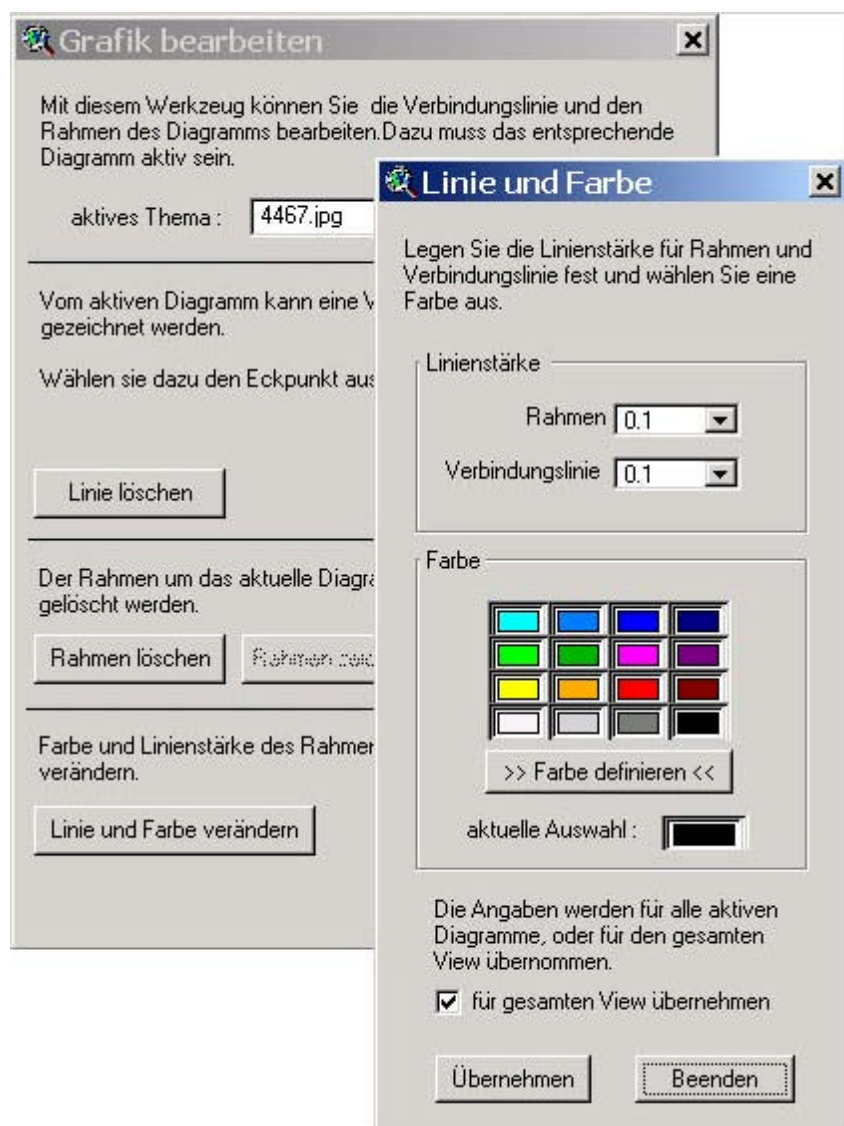 Grafik bearbeiten
Mit diesem Werkzeug können Sie die Verbindungslinie und den
Rahmen des Diagramms bearbeiten.Dazu muss das entsprechende
Diagramm aktiv sein.
aktives Thema : 4467.jpg
Vom aktiven Diagramm kann eine
gezeichnet werden.
Wählen sie dazu den Eckpunkt aus
Linie löschen
Der Rahmen um das aktuelle
gelöscht werden.
Rahmen löschen
Rahmen
Farbe und Linienstärke des
verändern.
Linie und Farbe verändern
Linie und Farbe
Legen Sie die Linienstärke für Rahmen und
Verbindungslinie fest und wählen Sie eine
Farbe aus.
Linienstärke
Rahmen 0.1
Verbindungslinie 0.1
Farbe
>> Farbe definieren <<
aktuelle Auswahl :
Die Angaben werden für alle aktiven
Diagramme, oder für den gesamten
View übernommen.
für gesamten View übernehmen
Übernehmen
Beenden